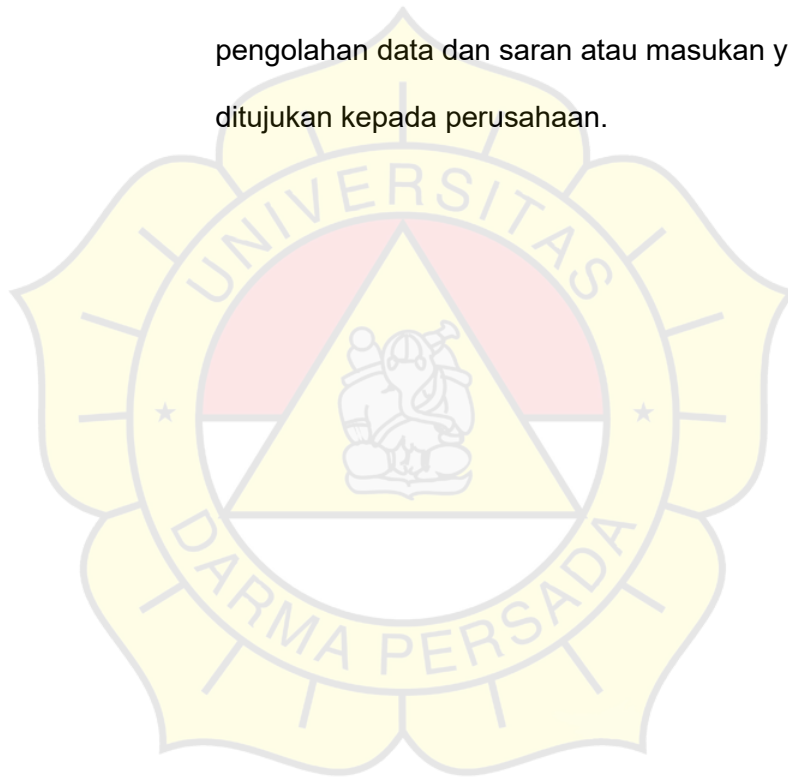 pengolahan data dan saran atau masukan y
ditujukan kepada perusahaan.
UNIVERSITAS
DARMA PERSADA